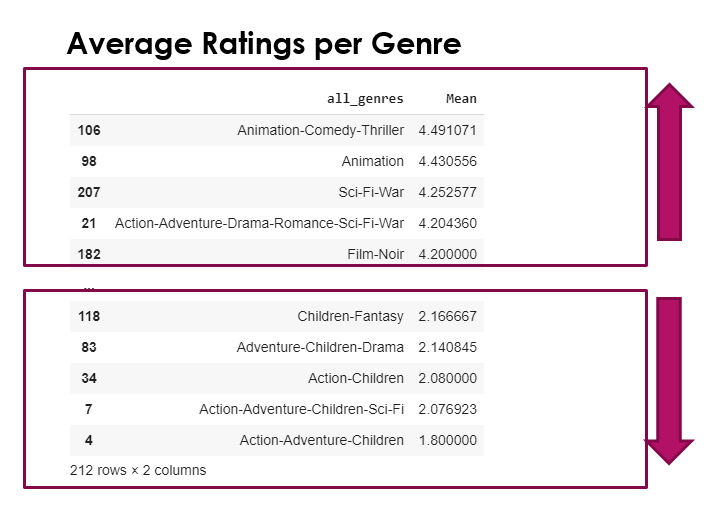 Average Ratings per Genre
all_genres Mean
106 Animation-Comedy-Thriller 4.491071
98 Animation 4.430556
207 Sci-Fi-War 4.252577
21 Action-Adventure-Drama-Romance-Sci-Fi-War 4.204360
182 Film-Noir 4.200000
...
118 Children-Fantasy 2.166667
83 Adventure-Children-Drama 2.140845
34 Action-Children 2.080000
7 Action-Adventure-Children-Sci-Fi 2.076923
4 Action-Adventure-Children 1.800000
212 rows × 2 columns